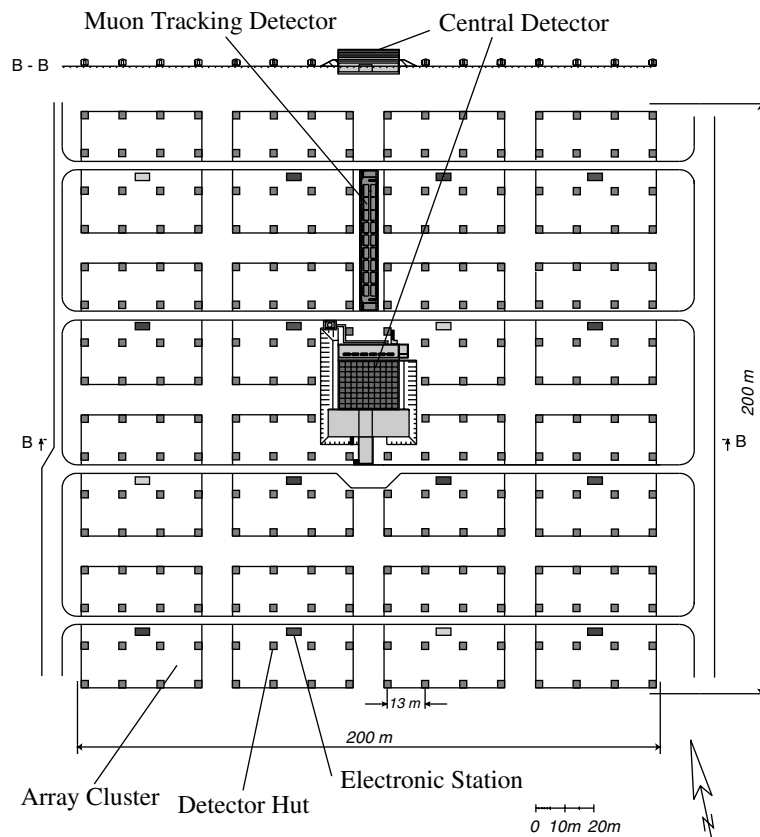 Muon Tracking Detector
Central Detector
B - B
200 m
B
B
13 m
200 m
Array Cluster
Detector Hut
Electronic Station
0 10m 20m
N